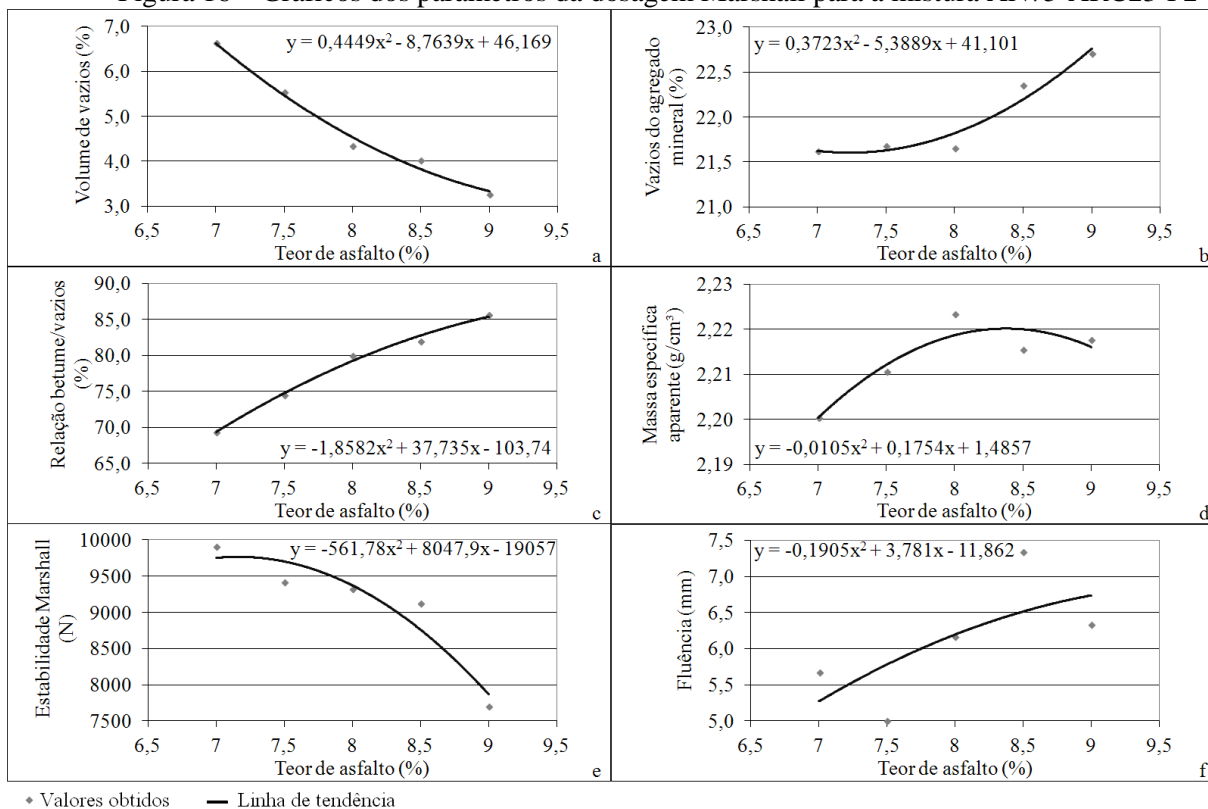 y = 0,4449x² - 8,7639x + 46,169
Volume de vazios (%)
7,0
6,0
5,0
4,0
3,0
6,5 7 7,5 8 8,5 9 9,5
Teor de asfalto (%)
a
y = 0,3723x² - 5,3889x + 41,101
Vazios do agregado
mineral (%)
23,0
22,5
22,0
21,5
21,0
6,5 7 7,5 8 8,5 9 9,5
Teor de asfalto (%)
b
Relação betume/vazios
(%)
90,0
85,0
80,0
75,0
70,0
65,0
y = -1,8582x² + 37,735x - 103,74
6,5 7 7,5 8 8,5 9 9,5
Teor de asfalto (%)
c
Massa específica
aparente (g/cm³)
2,23
2,22
2,21
2,20
2,19
y = -0,0105x² + 0,1754x + 1,4857
6,5 7 7,5 8 8,5 9 9,5
Teor de asfalto (%)
d
y = -561,78x² + 8047,9x - 19057
Estabilidade Marshall
(N)
10000
9500
9000
8500
8000
7500
6,5 7 7,5 8 8,5 9 9,5
Teor de asfalto (%)
e
y = -0,1905x² + 3,781x - 11,862
Fluência (mm)
7,5
7,0
6,5
6,0
5,5
5,0
6,5 7 7,5 8 8,5 9 9,5
Teor de asfalto (%)
f
Valores obtidos
Linha de tendência